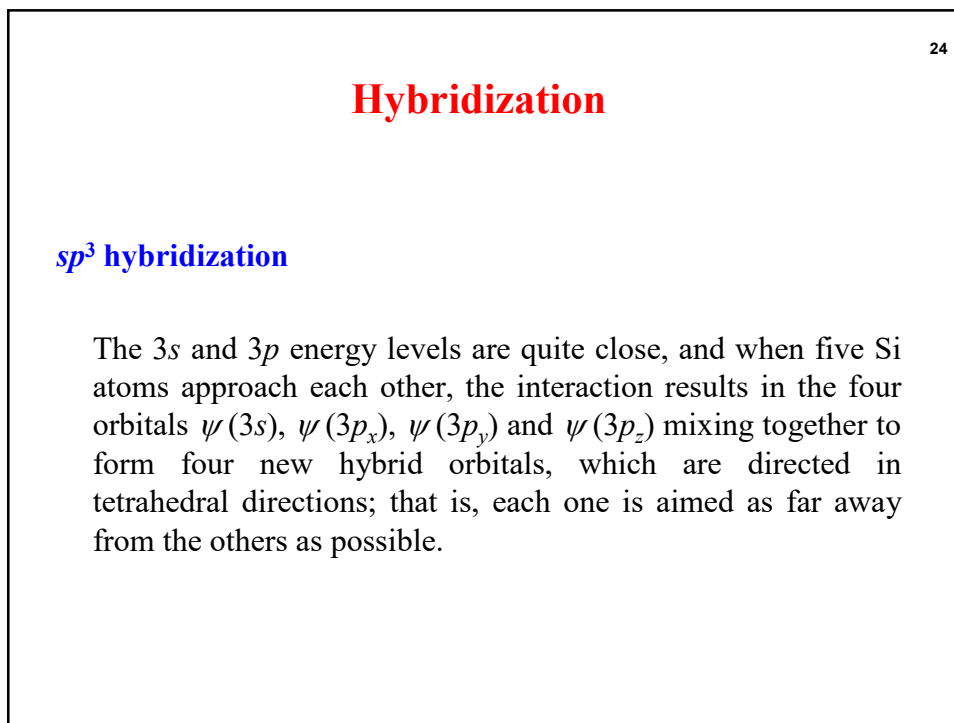 24
Hybridization
sp³ hybridization
The 3s and 3p energy levels are quite close, and when five Si
atoms approach each other, the interaction results in the four
orbitals ψ(3s), ψ(3pₓ), ψ(3p_y) and ψ(3p_z) mixing together to
form four new hybrid orbitals, which are directed in
tetrahedral directions; that is, each one is aimed as far away
from the others as possible.